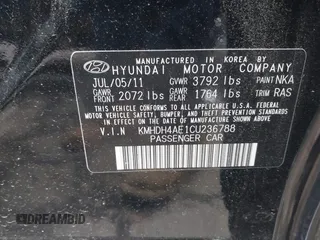 MANUFACTURED IN KOREA BY
HYUNDAI MOTOR COMPANY
JUL/05/11 GVWR 3792 lbs PAINT NKA
GAWR FRONT 2072 lbs GAWR REAR 1764 lbs TRIM RAS
THIS VEHICLE CONFORMS TO ALL APPLICABLE FEDERAL
MOTOR VEHICLE SAFETY, BUMPER, AND THEFT PREVENTION
STANDARDS IN EFFECT ON THE DATE OF MANUFACTURE
SHOWN ABOVE.
V.I.N KMHDH4AE1CU236788
PASSENGER CAR
DREAMBID